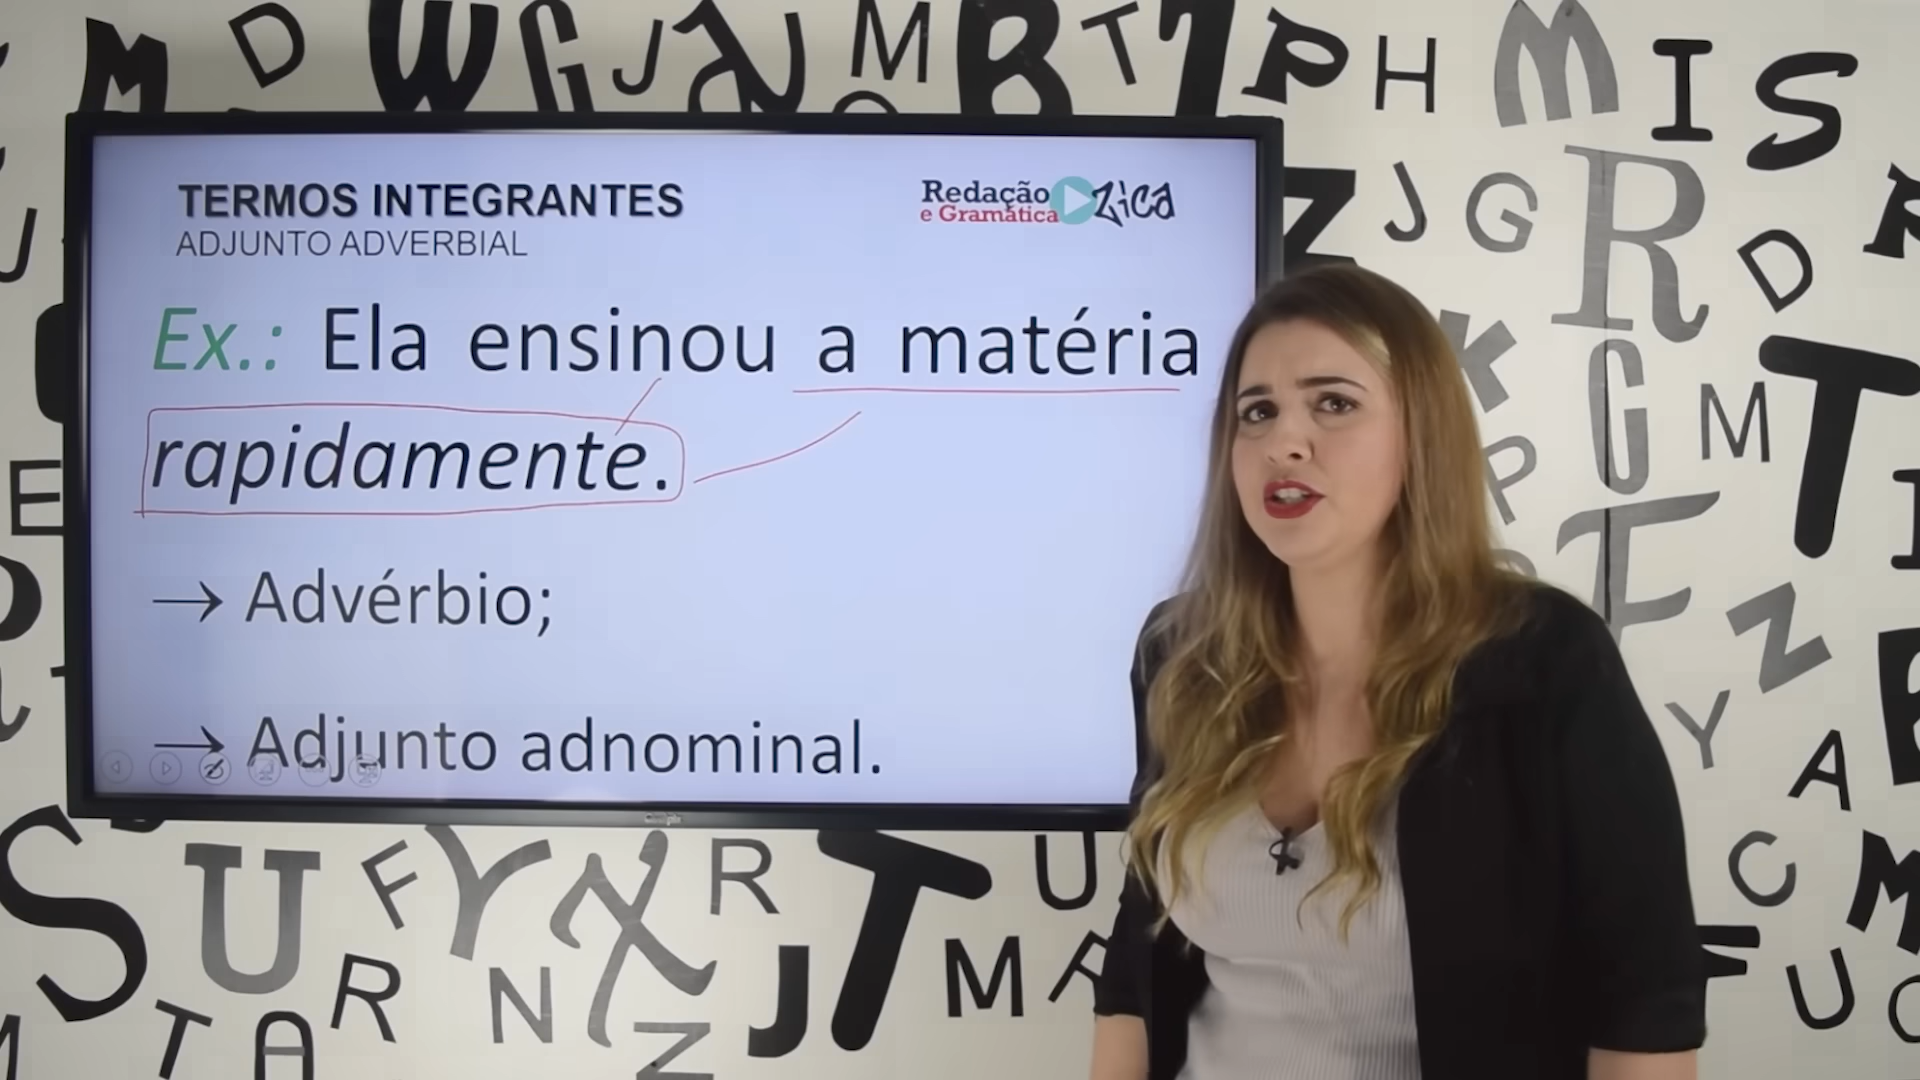 TERMOS INTEGRANTES
ADJUNTO ADVERBIAL
Redação
e Gramática
Zica
Ex.: Ela ensinou a matéria
rapidamente.
→ Advérbio;
→ Adjunto adnominal.